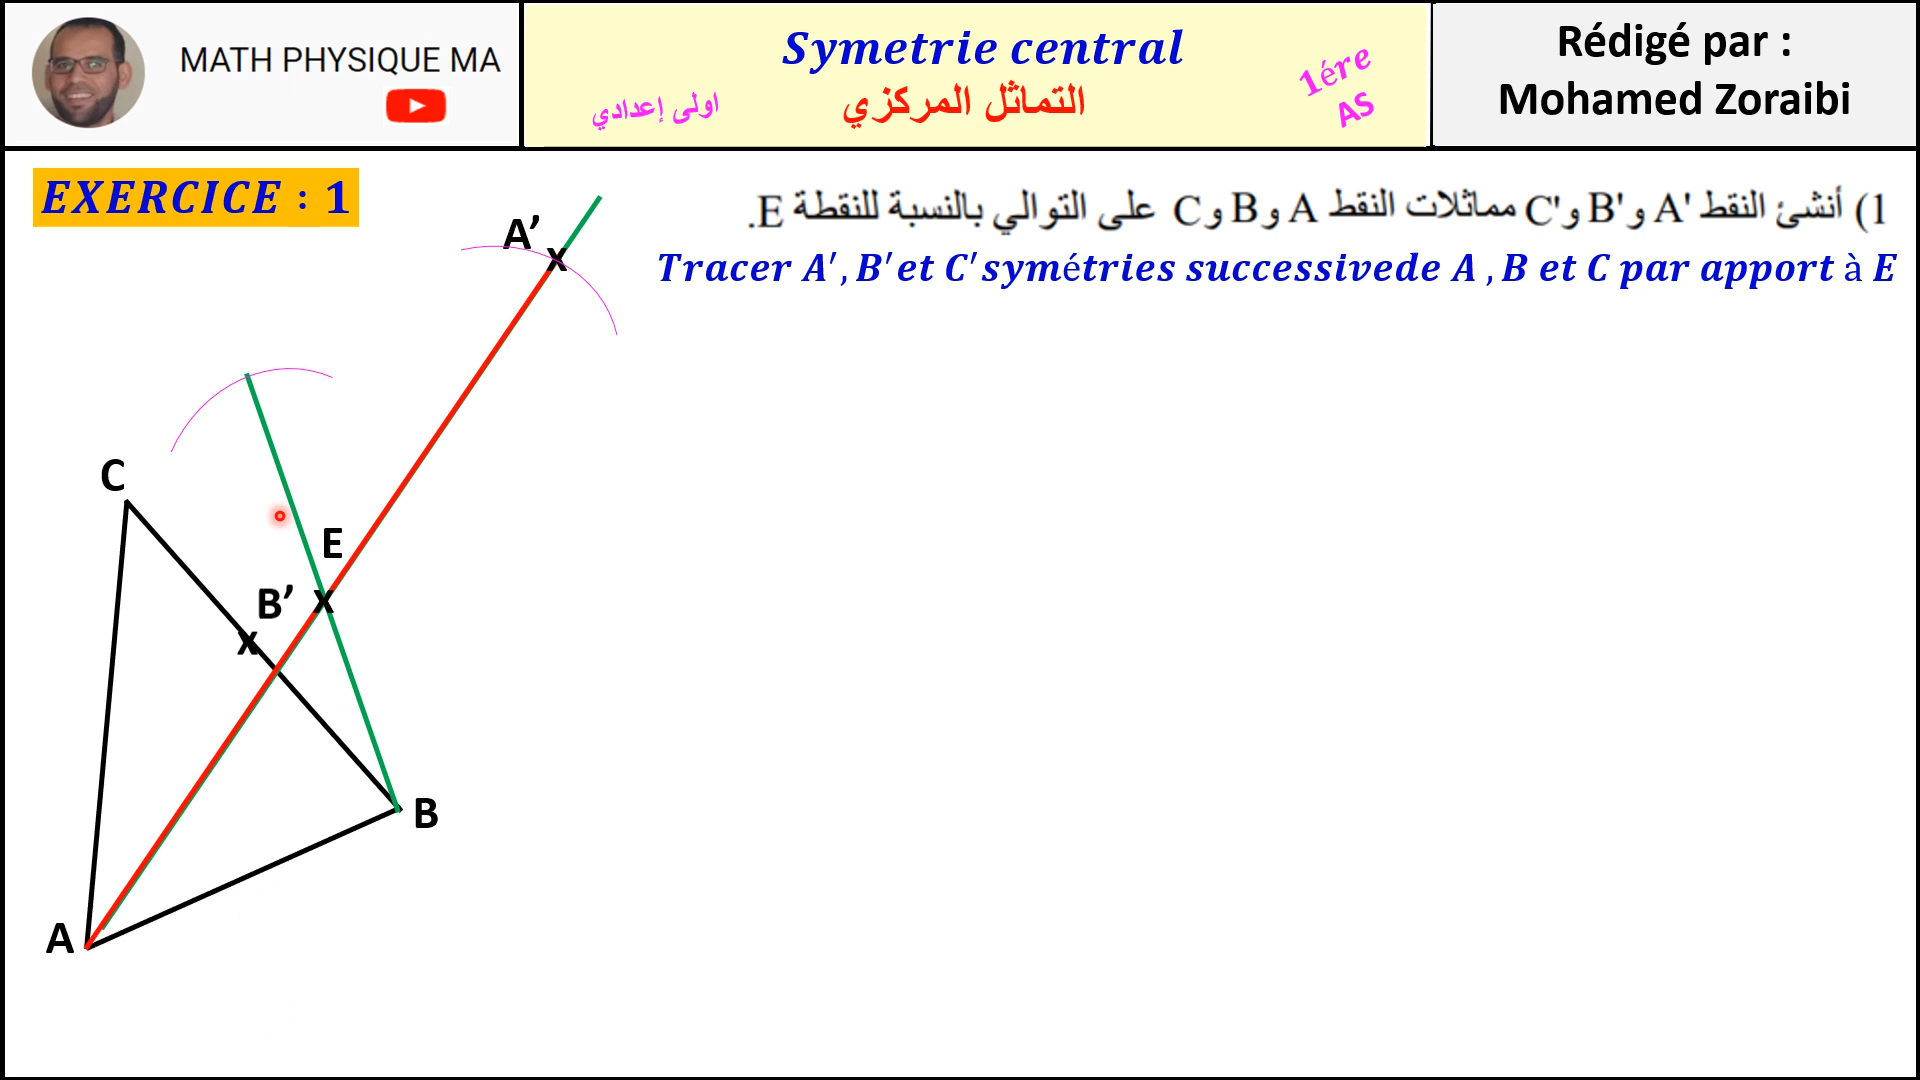 MATH PHYSIQUE MA
Symetrie central
التماثل المركزي
اولى إعدادي
1ére
AS
Rédigé par :
Mohamed Zoraibi
EXERCICE : 1
1) أنشئ النقط A' و B' و C' مماثلات النقط A و B و C على التوالي بالنسبة للنقطة E.
Tracer A′, B′et C′symétries successivede A , B et C par apport à E
A’
C
E
B’
B
A